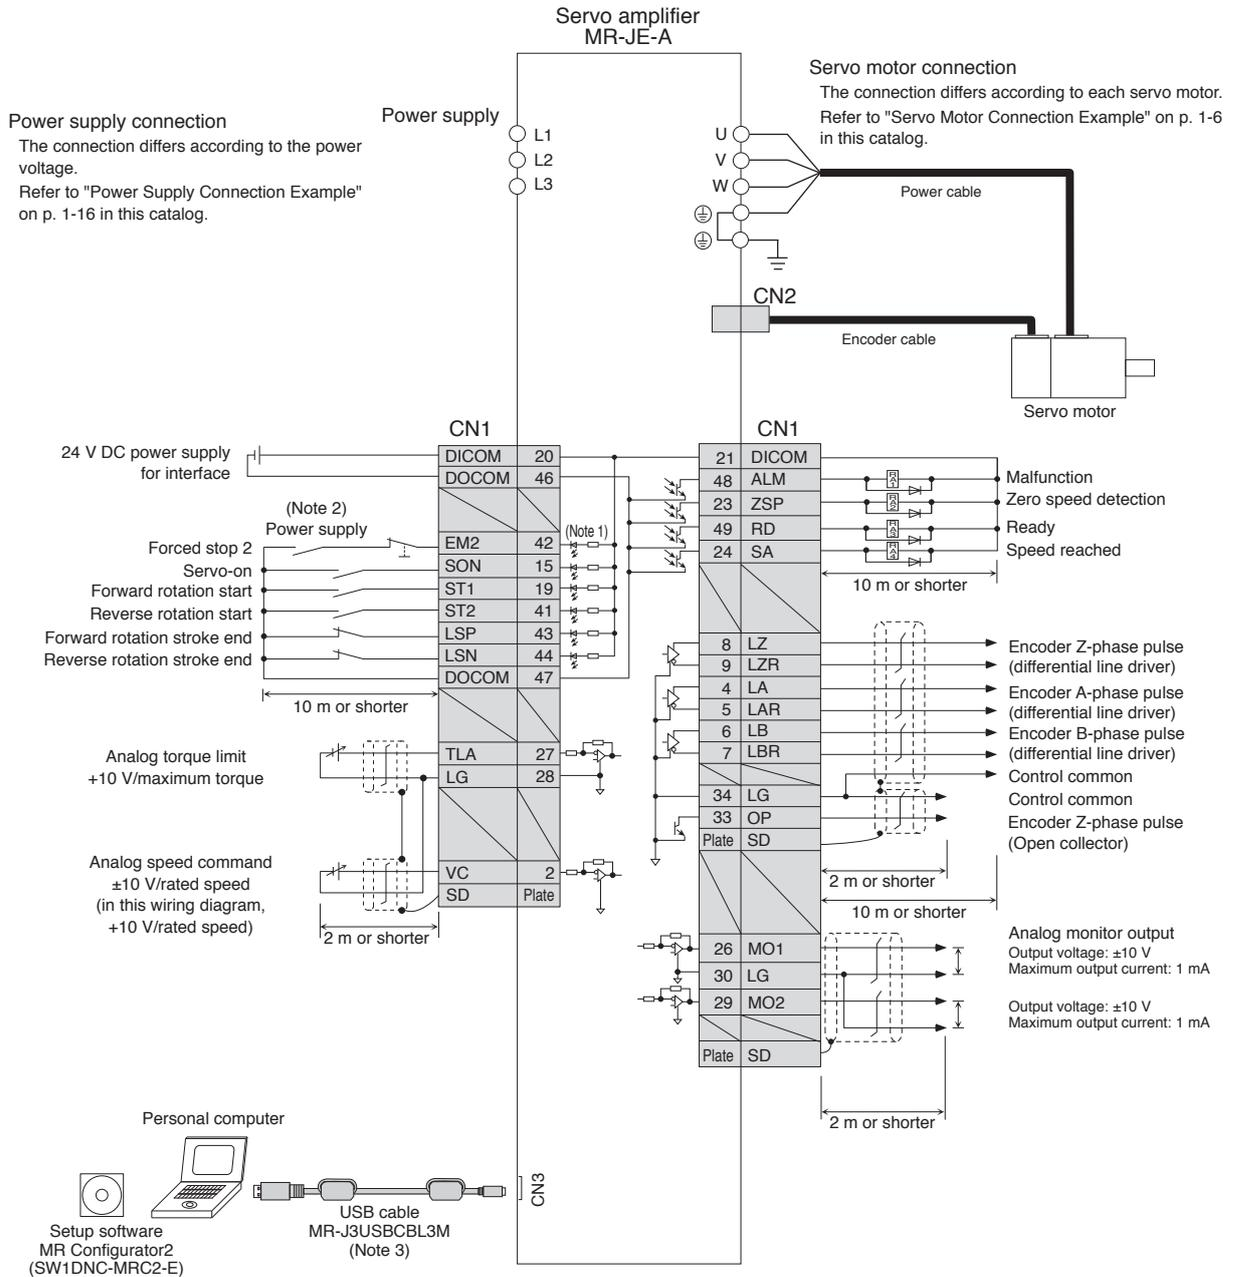 Servo amplifier
MR-JE-A
Servo motor connection
The connection differs according to each servo motor.
Refer to "Servo Motor Connection Example" on p. 1-6
in this catalog.
Power supply connection
The connection differs according to the power
voltage.
Refer to "Power Supply Connection Example"
on p. 1-16 in this catalog.
Power supply
L1
L2
L3
U
V
W
Power cable
CN2
Encoder cable
Servo motor
CN1
24 V DC power supply
for interface
DICOM 20
DOCOM 46
(Note 2)
Power supply
(Note 1)
Forced stop 2 EM2 42
Servo-on SON 15
Forward rotation start ST1 19
Reverse rotation start ST2 41
Forward rotation stroke end LSP 43
Reverse rotation stroke end LSN 44
DOCOM 47
10 m or shorter
Analog torque limit
+10 V/maximum torque
TLA 27
LG 28
Analog speed command
±10 V/rated speed
(in this wiring diagram,
+10 V/rated speed)
VC 2
SD Plate
2 m or shorter
CN1
21 DICOM
48 ALM RA1 Malfunction
23 ZSP RA2 Zero speed detection
49 RD RA3 Ready
24 SA RA4 Speed reached
10 m or shorter
8 LZ
9 LZR
Encoder Z-phase pulse
(differential line driver)
4 LA
5 LAR
Encoder A-phase pulse
(differential line driver)
6 LB
7 LBR
Encoder B-phase pulse
(differential line driver)
Control common
34 LG Control common
33 OP
Encoder Z-phase pulse
(Open collector)
Plate SD
2 m or shorter
10 m or shorter
26 MO1
30 LG
29 MO2
Plate SD
Analog monitor output
Output voltage: ±10 V
Maximum output current: 1 mA
Output voltage: ±10 V
Maximum output current: 1 mA
2 m or shorter
Personal computer
CN3
USB cable
MR-J3USBCBL3M
(Note 3)
Setup software
MR Configurator2
(SW1DNC-MRC2-E)